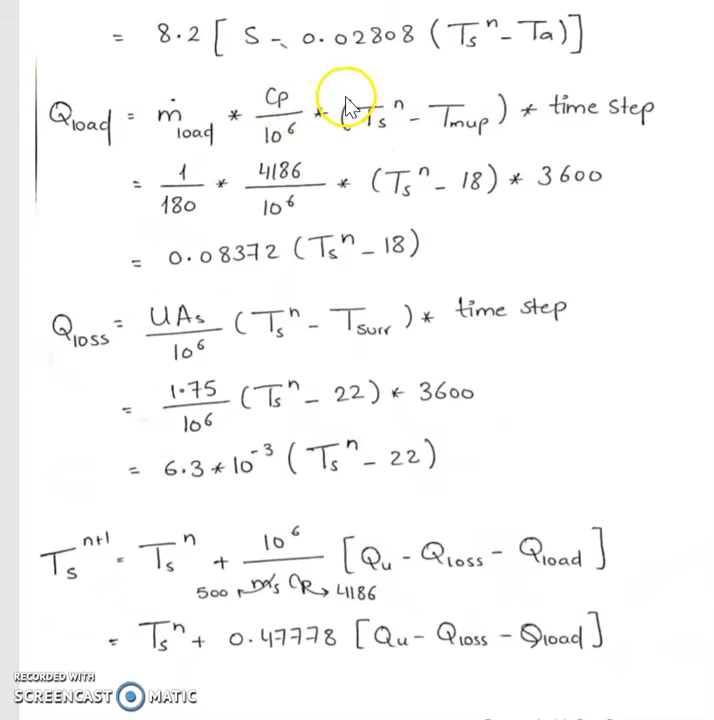 = 8.2 [ S - 0.02808 ( Ts^n - Ta ) ]
Qload = ṁload * Cp/10^6 * ( Ts^n - Tmup ) * time step
= 1/180 * 4186/10^6 * ( Ts^n - 18 ) * 3600
= 0.08372 ( Ts^n - 18 )
Qloss = UAs/10^6 ( Ts^n - Tsurr ) * time step
= 1.75/10^6 ( Ts^n - 22 ) * 3600
= 6.3 * 10^-3 ( Ts^n - 22 )
Ts^n+1 = Ts^n + 10^6/ms Cp [ Qu - Qloss - Qload ]
500 4186
= Ts^n + 0.47778 [ Qu - Qloss - Qload ]
RECORDED WITH
SCREENCAST MATIC